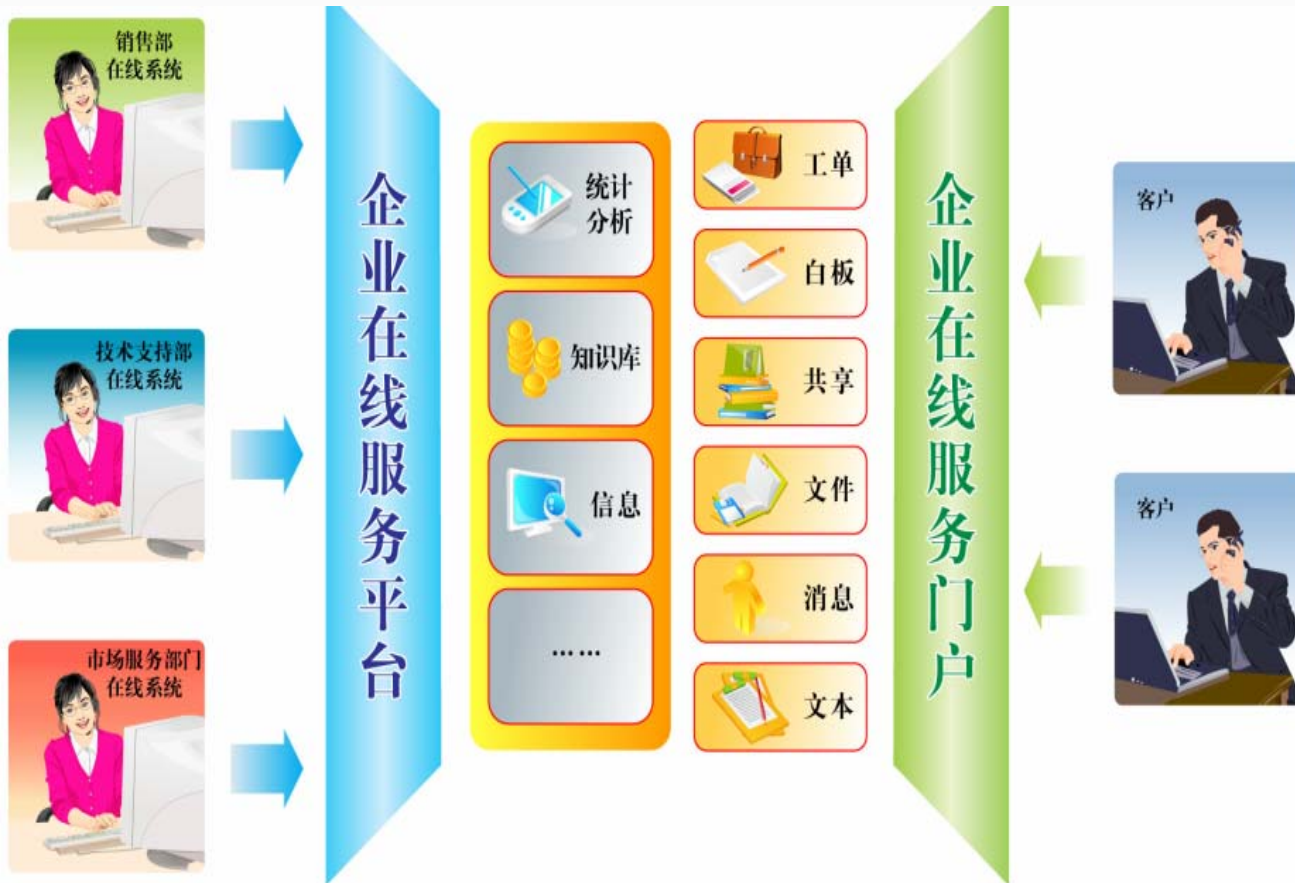 销售部
在线系统
技术支持部
在线系统
市场服务部门
在线系统
企业在线服务平台
统计
分析
知识库
信息
……
工单
白板
共享
文件
消息
文本
企业在线服务门户
客户
客户